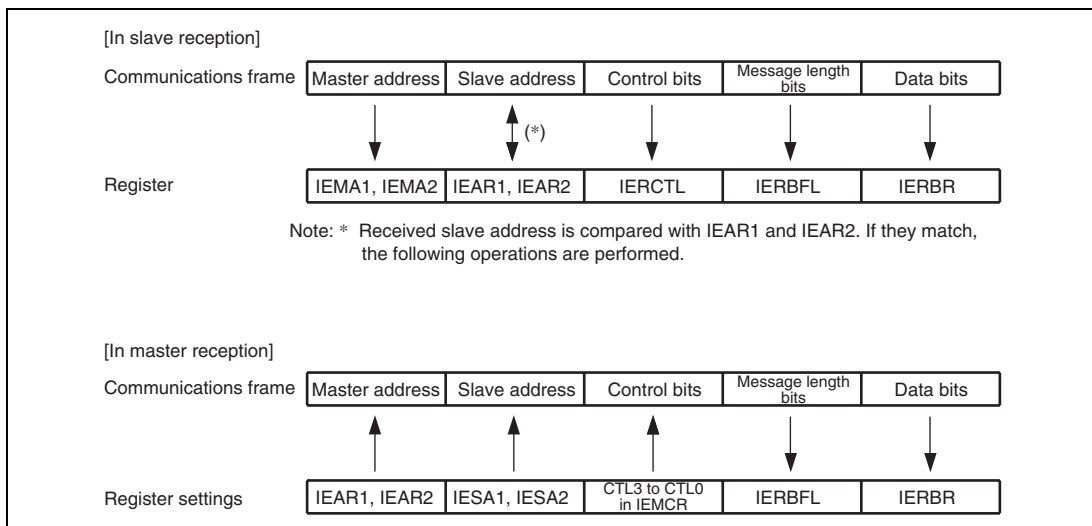 [In slave reception]
Communications frame Master address Slave address Control bits Message length bits Data bits
(*)
Register IEMA1, IEMA2 IEAR1, IEAR2 IERCTL IERBFL IERBR
Note: * Received slave address is compared with IEAR1 and IEAR2. If they match,
the following operations are performed.
[In master reception]
Communications frame Master address Slave address Control bits Message length bits Data bits
Register settings IEAR1, IEAR2 IESA1, IESA2 CTL3 to CTL0 in IEMCR IERBFL IERBR